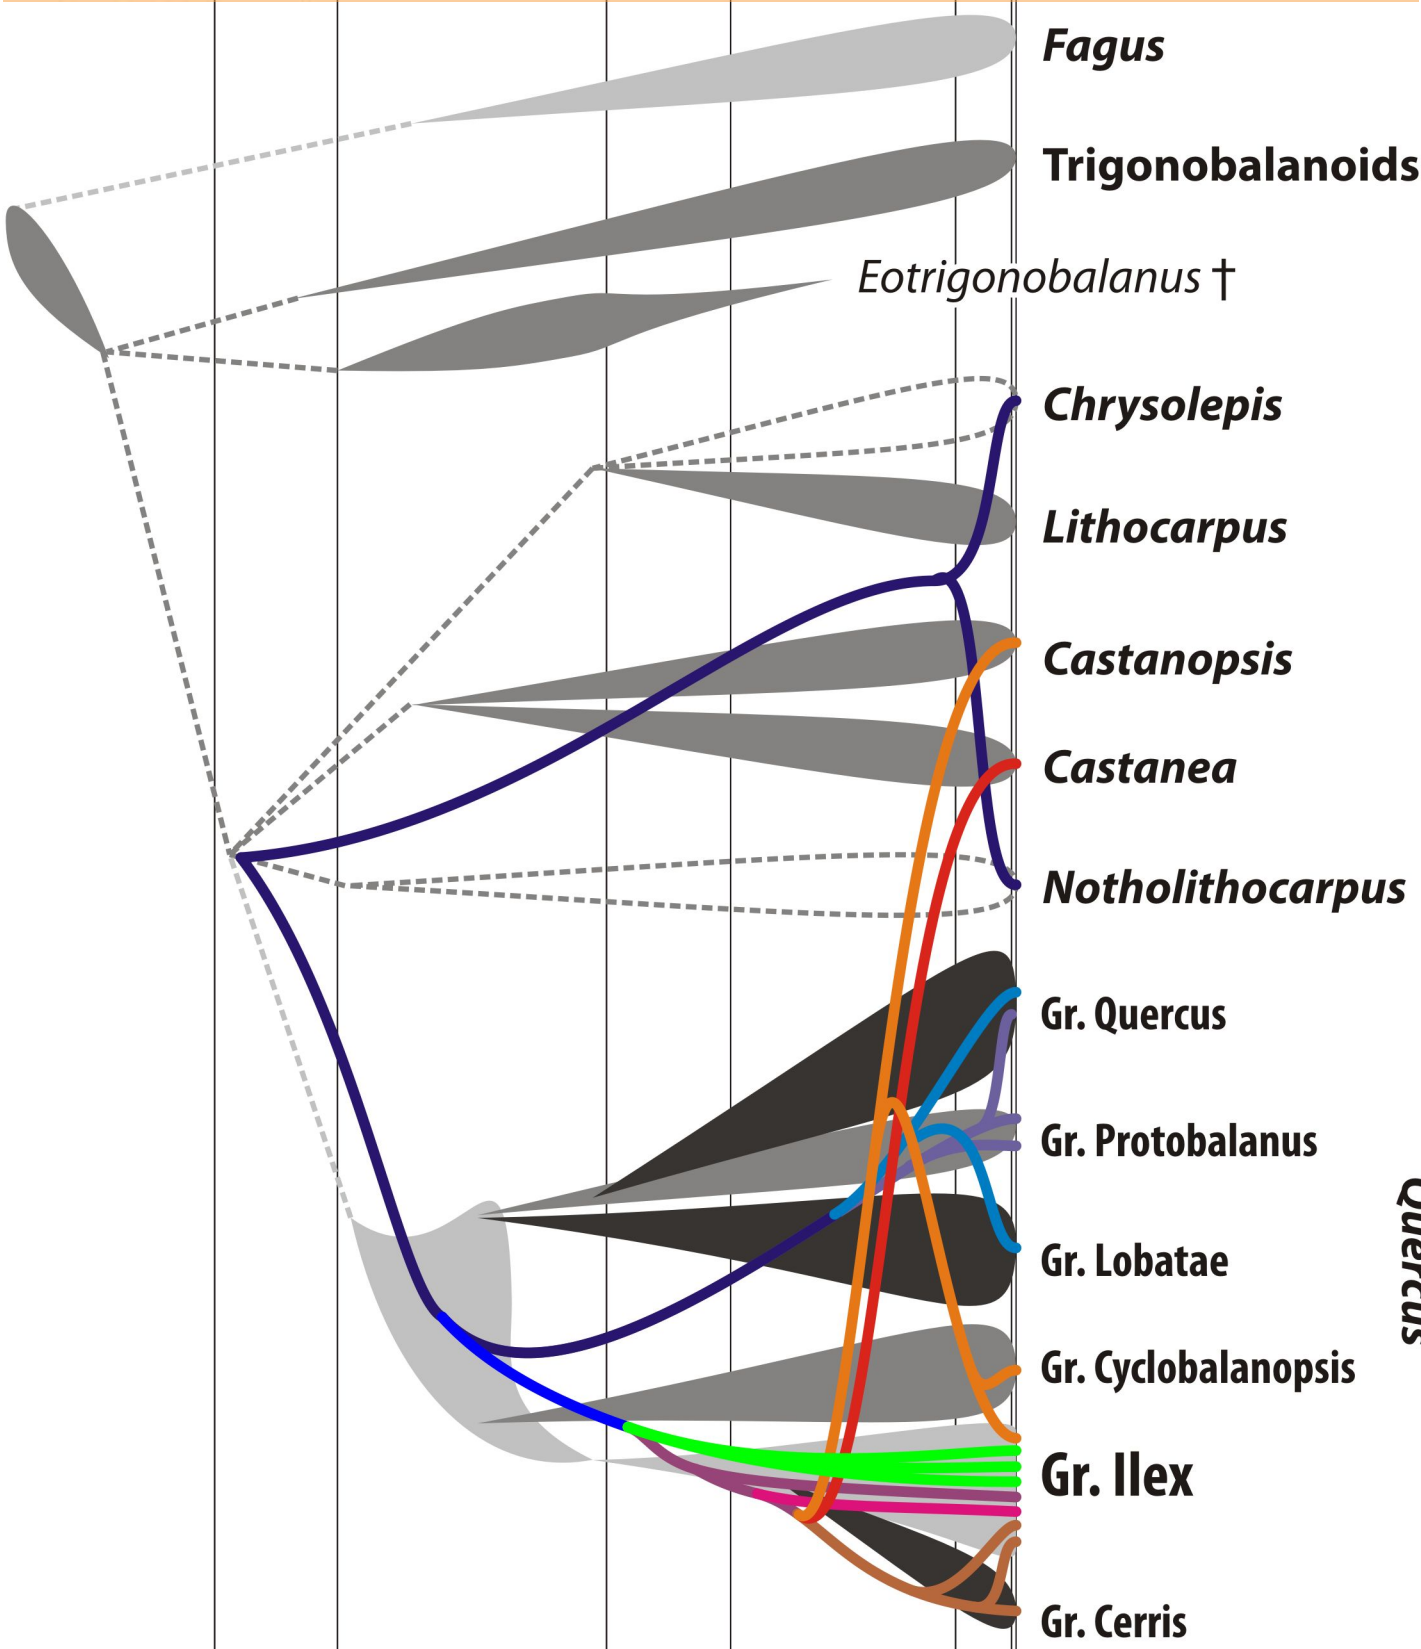 Fagus
Trigonobalanoids
Eotrigonobalanus †
Chrysolepis
Lithocarpus
Castanopsis
Castanea
Notholithocarpus
Gr. Quercus
Gr. Protobalanus
Quercus
Gr. Lobatae
Gr. Cyclobalanopsis
Gr. Ilex
Gr. Cerris